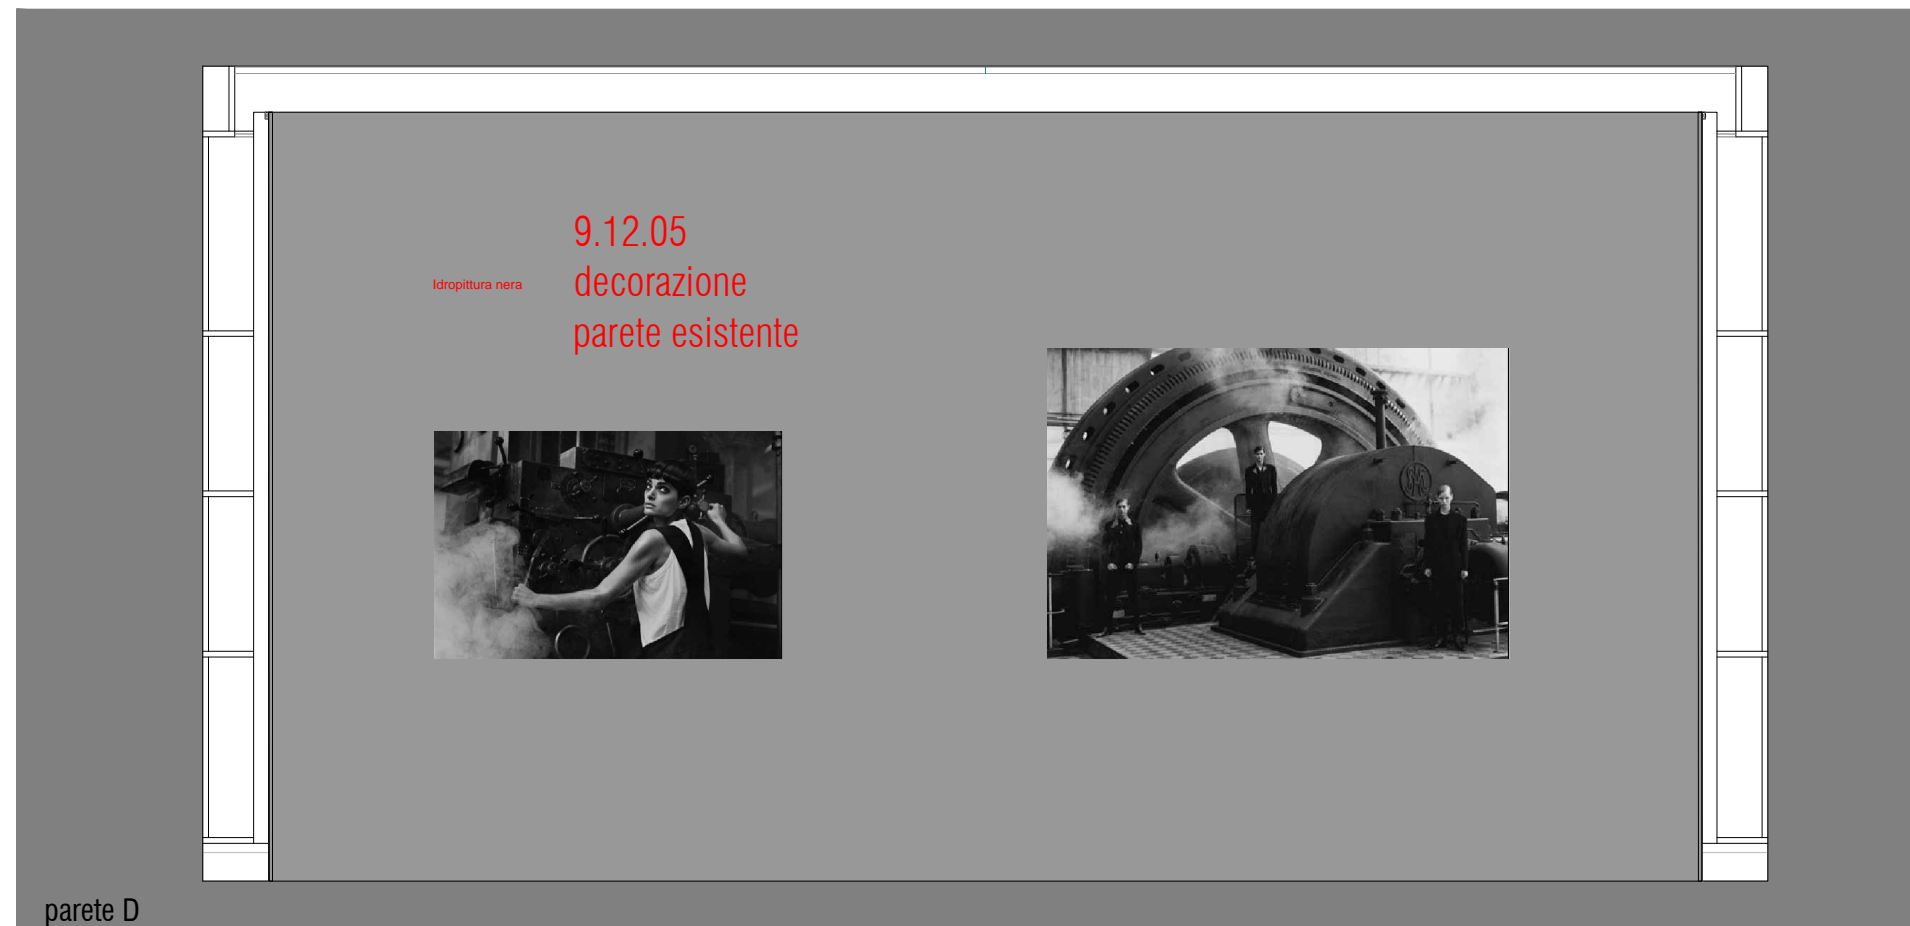 9.12.05
Idropittura nera
decorazione
parete esistente
parete D